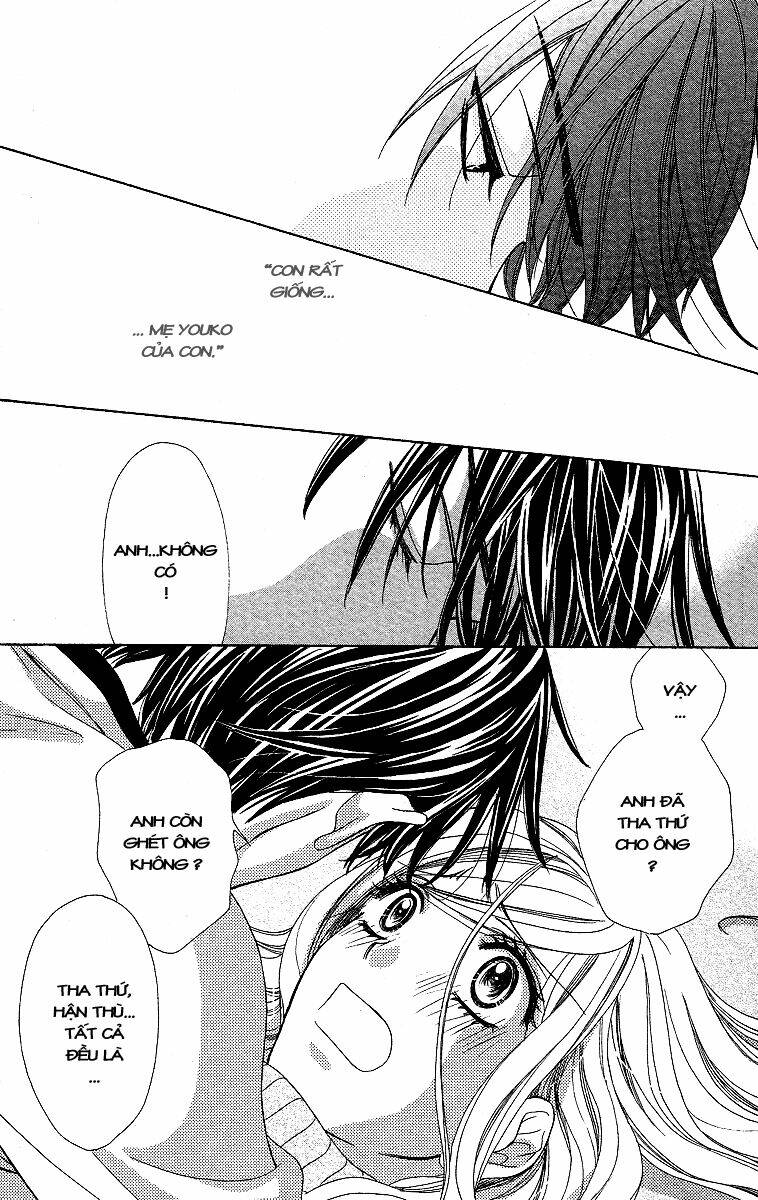 “CON RẤT
GIỐNG...
... MẸ YOUKO
CỦA CON.”
ANH...KHÔNG
CÓ
!
VẬY
...
ANH ĐÃ
THA THỨ
CHO ÔNG
?
ANH CÒN
GHÉT ÔNG
KHÔNG ?
THA THỨ,
HẬN THÙ...
TẤT CẢ
ĐỀU LÀ
...